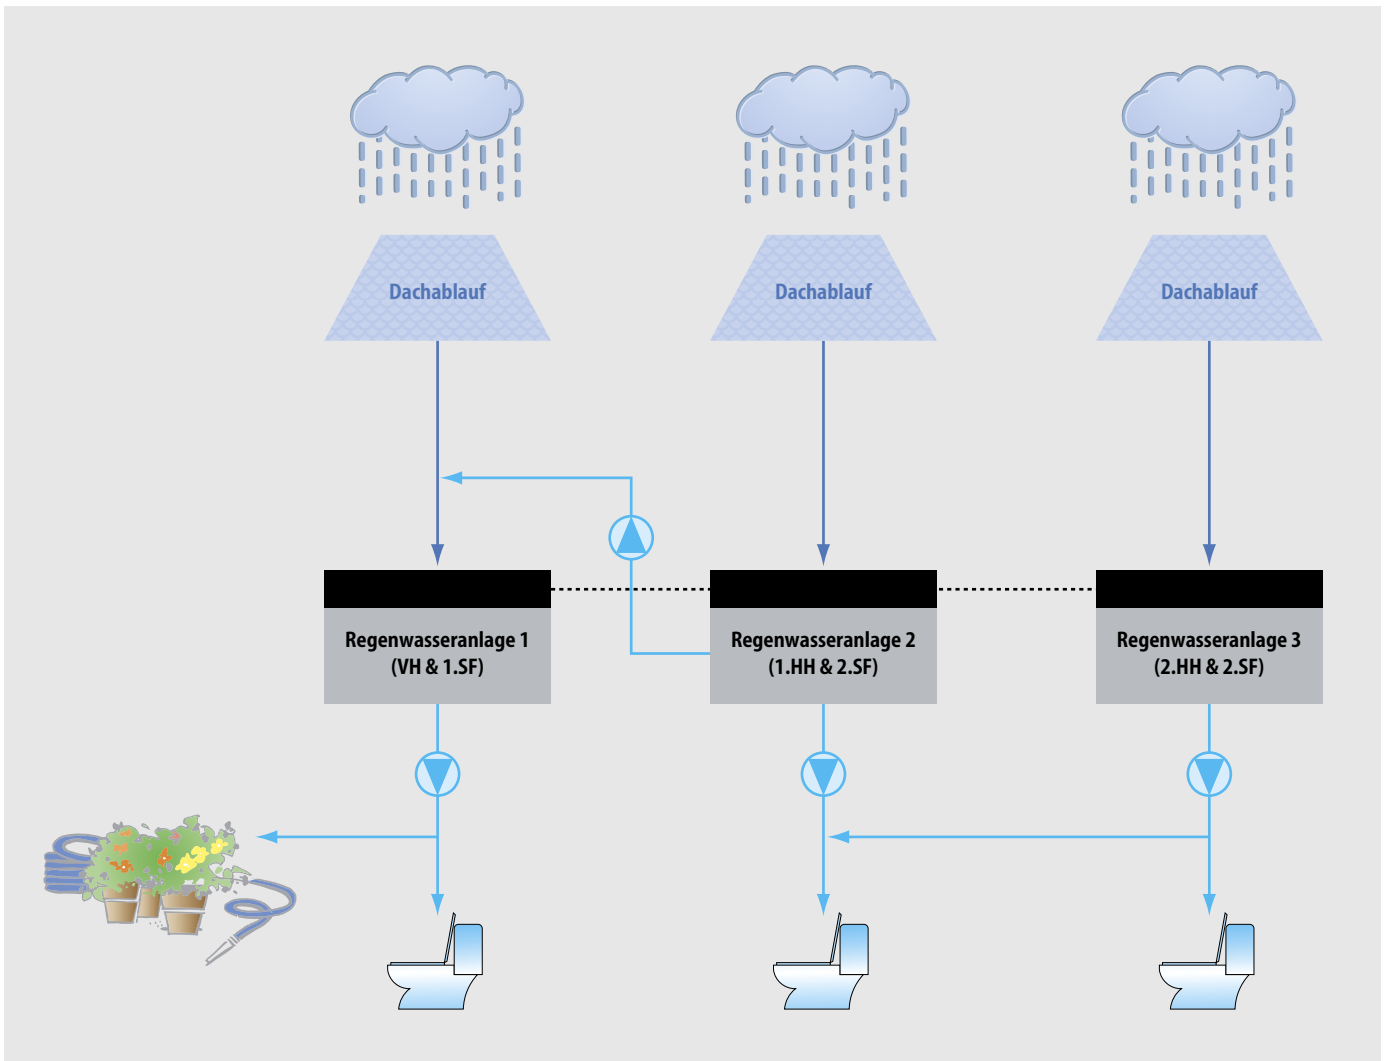 Dachablauf
Dachablauf
Dachablauf
Regenwasseranlage 1
(VH & 1.SF)
Regenwasseranlage 2
(1.HH & 2.SF)
Regenwasseranlage 3
(2.HH & 2.SF)